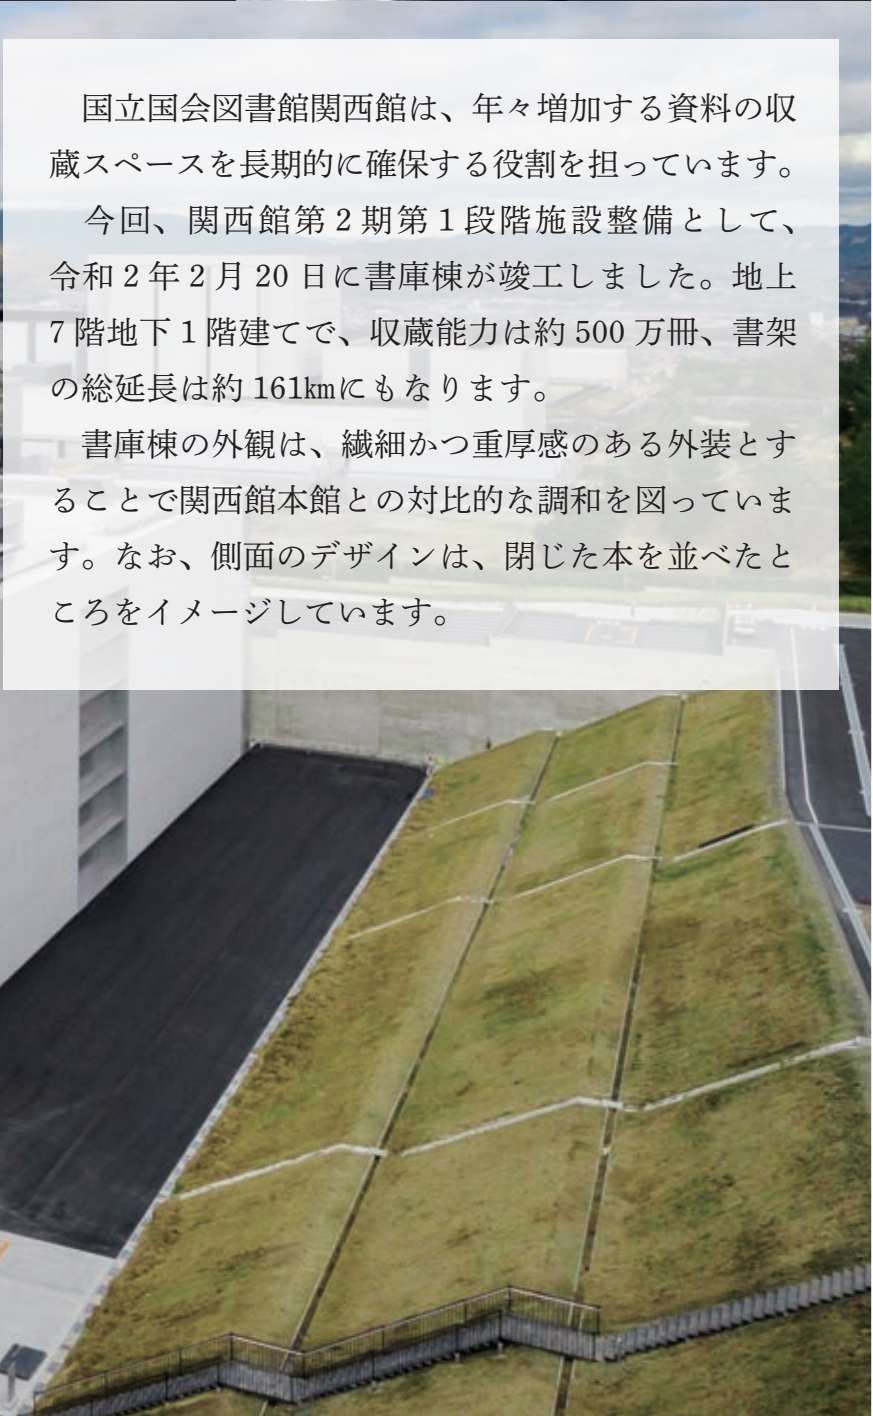 国立国会図書館関西館は、年々増加する資料の収
蔵スペースを長期的に確保する役割を担っています。
　今回、関西館第２期第１段階施設整備として、
令和２年２月 20 日に書庫棟が竣工しました。地上
７階地下１階建てで、収蔵能力は約 500 万冊、書架
の総延長は約 161㎞にもなります。
　書庫棟の外観は、繊細かつ重厚感のある外装とす
ることで関西館本館との対比的な調和を図っていま
す。なお、側面のデザインは、閉じた本を並べたと
ころをイメージしています。